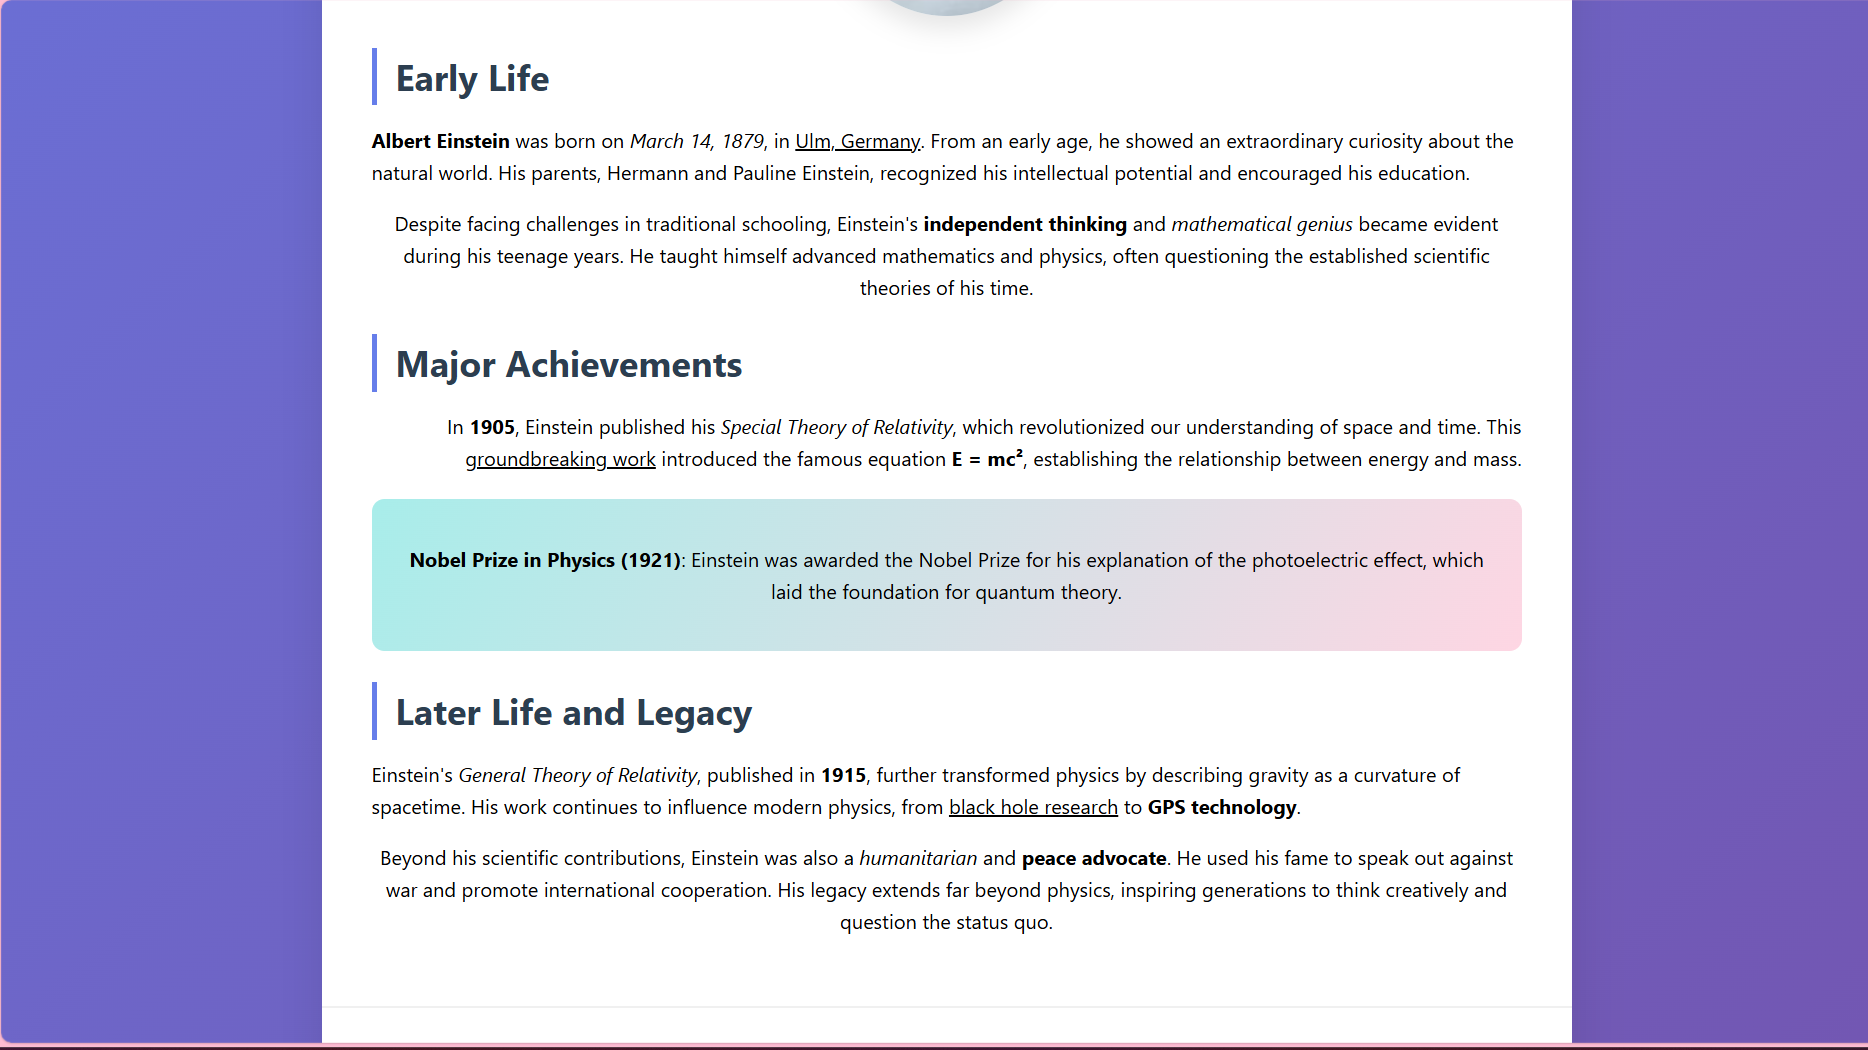 Early Life
Albert Einstein was born on March 14, 1879, in Ulm, Germany. From an early age, he showed an extraordinary curiosity about the
natural world. His parents, Hermann and Pauline Einstein, recognized his intellectual potential and encouraged his education.
Despite facing challenges in traditional schooling, Einstein's independent thinking and mathematical genius became evident
during his teenage years. He taught himself advanced mathematics and physics, often questioning the established scientific
theories of his time.
Major Achievements
In 1905, Einstein published his Special Theory of Relativity, which revolutionized our understanding of space and time. This
groundbreaking work introduced the famous equation E = mc², establishing the relationship between energy and mass.
Nobel Prize in Physics (1921): Einstein was awarded the Nobel Prize for his explanation of the photoelectric effect, which
laid the foundation for quantum theory.
Later Life and Legacy
Einstein's General Theory of Relativity, published in 1915, further transformed physics by describing gravity as a curvature of
spacetime. His work continues to influence modern physics, from black hole research to GPS technology.
Beyond his scientific contributions, Einstein was also a humanitarian and peace advocate. He used his fame to speak out against
war and promote international cooperation. His legacy extends far beyond physics, inspiring generations to think creatively and
question the status quo.